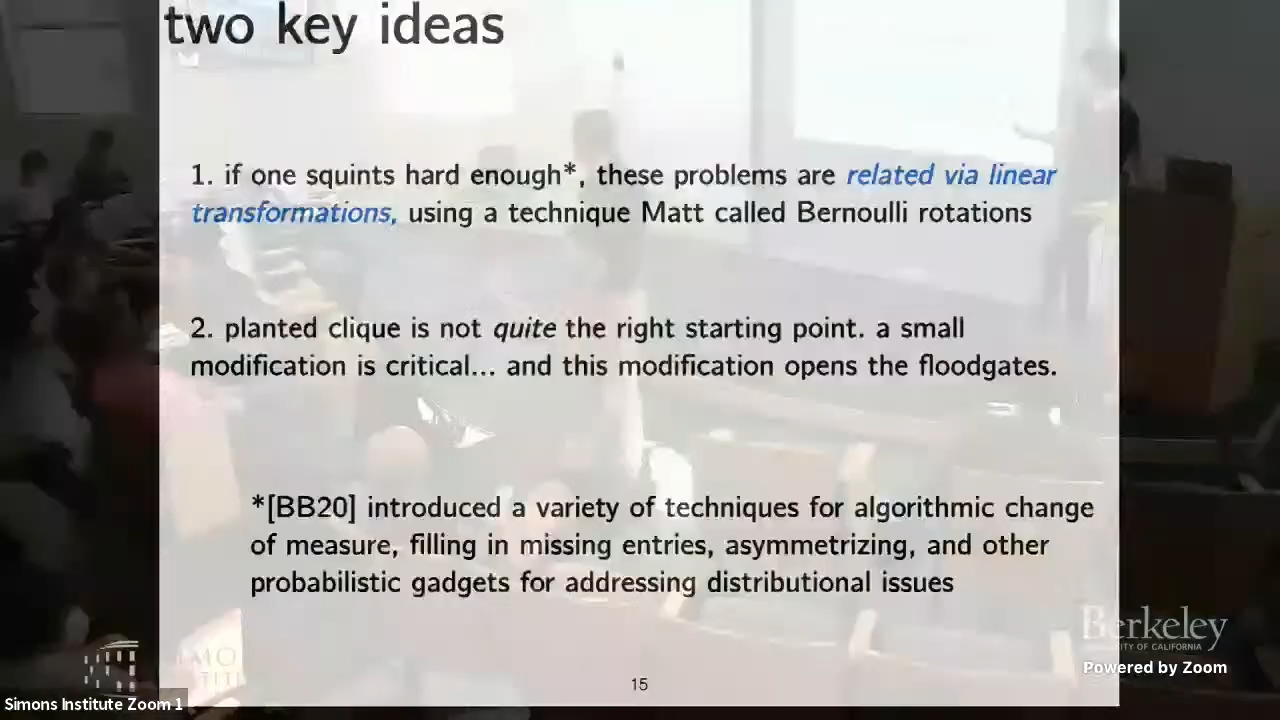 two key ideas
1. if one squints hard enough*, these problems are related via linear
transformations, using a technique Matt called Bernoulli rotations
2. planted clique is not quite the right starting point. a small
modification is critical... and this modification opens the floodgates.
*[BB20] introduced a variety of techniques for algorithmic change
of measure, filling in missing entries, asymmetrizing, and other
probabilistic gadgets for addressing distributional issues
Berkeley
OF CALIFORNIA
Powered by Zoom
15
Simons Institute Zoom 1